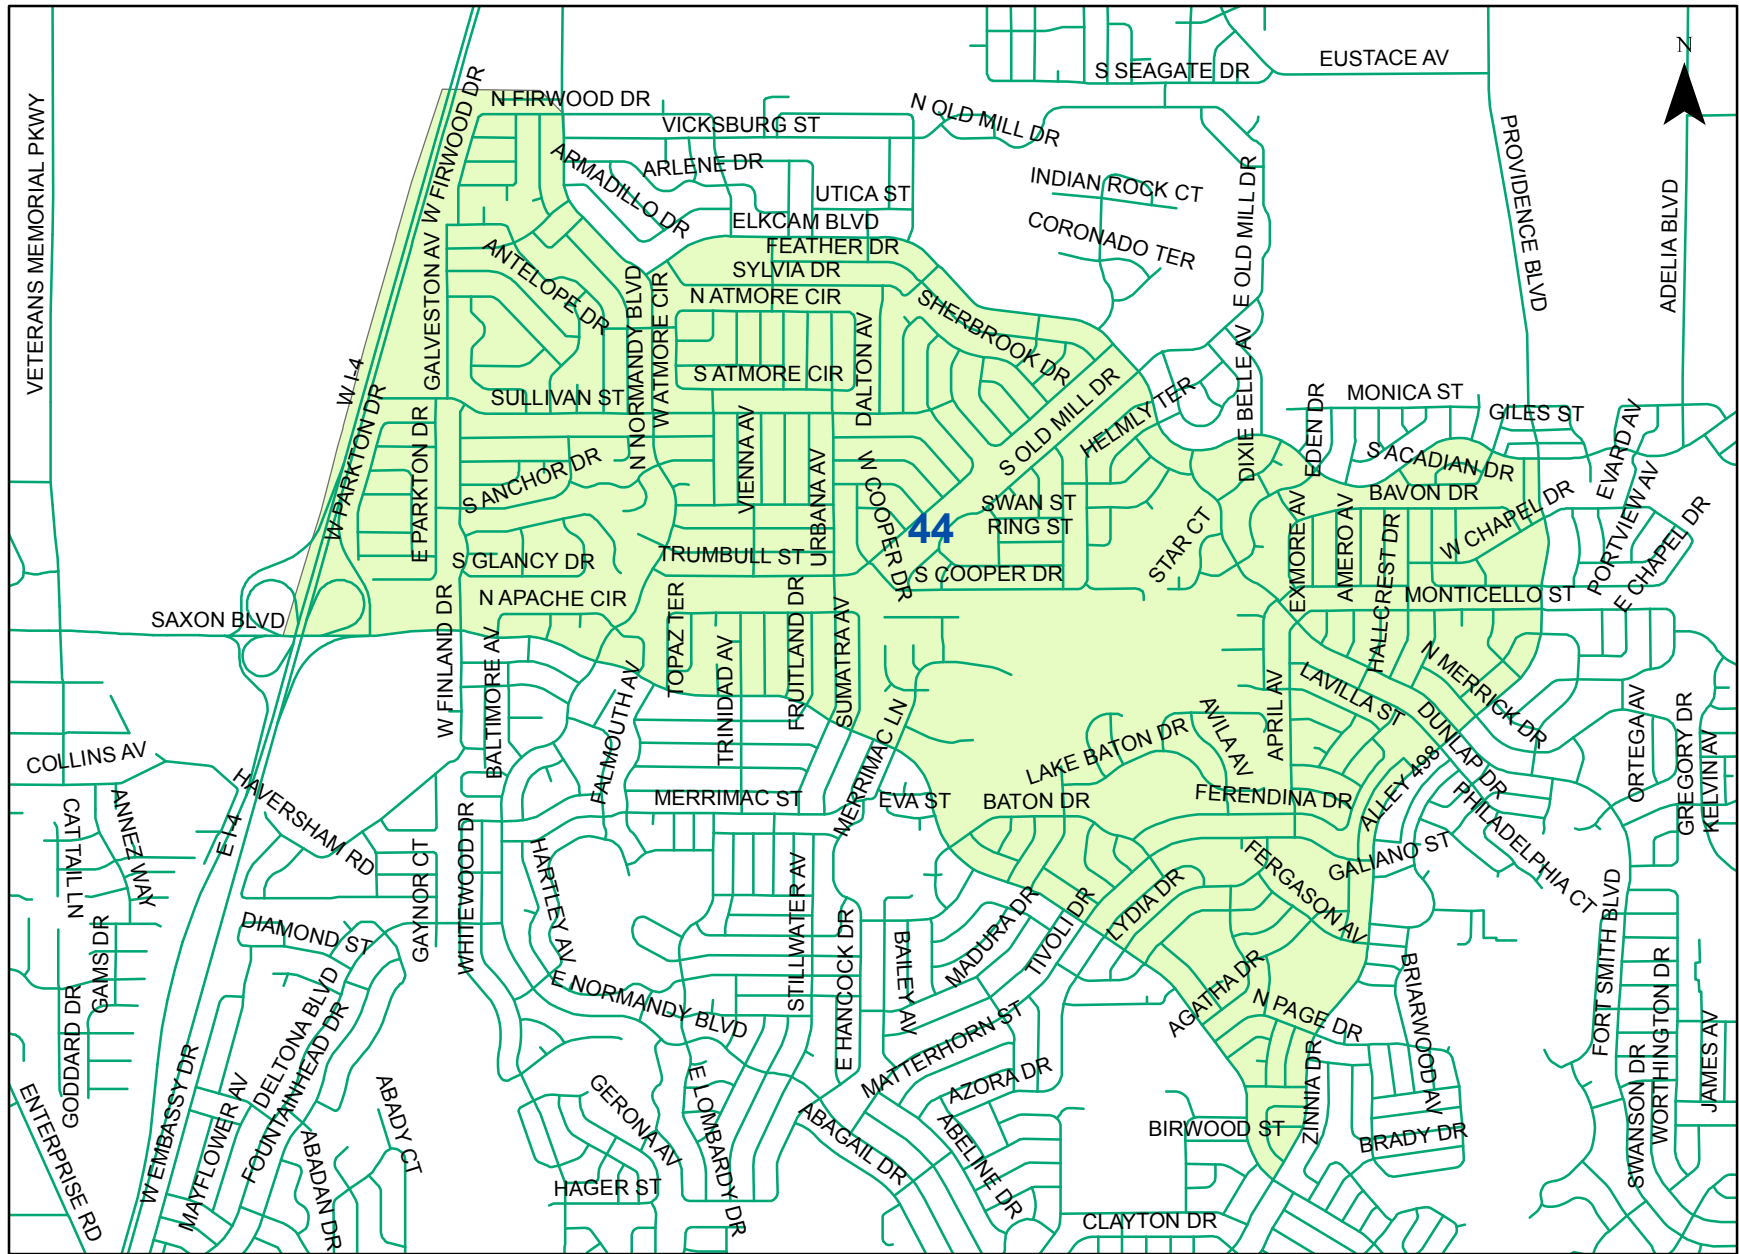 N
EUSTACE AV
S SEAGATE DR
VETERANS MEMORIAL PKWY
N FIRWOOD DR
W FIRWOOD DR
VICKSBURG ST
N OLD MILL DR
PROVIDENCE BLVD
ADELIA BLVD
ARMADILLO DR
ARLENE DR
UTICA ST
INDIAN ROCK CT
CORONADO TER
E OLD MILL DR
ELKCAM BLVD
FEATHER DR
SYLVIA DR
N ATMORE CIR
ANTELOPE DR
GALVESTON AV
N NORMANDY BLVD
W ATMORE CIR
S ATMORE CIR
DALTON AV
SHERBROOK DR
DIXIE BELLE AV
W I-4
W PARKTON DR
SULLIVAN ST
S OLD MILL DR
HELMLY TER
MONICA ST
EDEN DR
GILES ST
EVARD AV
E PARKTON DR
S ANCHOR DR
VIENNA AV
URBANA AV
W COOPER DR
S ACADIAN DR
BAVON DR
SWAN ST
RING ST
44
STAR CT
EXMORE AV
AMERO AV
HALLCREST DR
W CHAPEL DR
PORTVIEW AV
E CHAPEL DR
S GLANCY DR
TRUMBULL ST
S COOPER DR
MONTICELLO ST
SAXON BLVD
N APACHE CIR
W FINLAND DR
BALTIMORE AV
TOPAZ TER
TRINIDAD AV
FRUITLAND DR
SUMATRA AV
N MERRICK DR
LAVILLA ST
DUNLAP DR
APRIL AV
AVILA AV
FALMOUTH AV
MERRIMAC LN
LAKE BATON DR
ORTEGA AV
GREGORY DR
KELVIN AV
COLLINS AV
HAVERSHAM RD
MERRIMAC ST
EVA ST
BATON DR
FERENDINA DR
ALLEY 498
PHILADELPHIA CT
CATTAIL LN
ANNEZ WAY
E I-4
GAYNOR CT
WHITEWOOD DR
HARTLEY AV
STILLWATER AV
GALIANO ST
FERGASON AV
LYDIA DR
MADURA DR
TIVOLI DR
BAILEY AV
E HANCOCK DR
DIAMOND ST
GAMS DR
GODDARD DR
DELTONA BLVD
FOUNTAINHEAD DR
E NORMANDY BLVD
AGATHA DR
N PAGE DR
BRIARWOOD AV
FORT SMITH BLVD
WORTHINGTON DR
SWANSON DR
JAMES AV
MATTERHORN ST
AZORA DR
ZINNIA DR
ENTERPRISE RD
W EMBASSY DR
MAYFLOWER AV
ABADY CT
ABADAN DR
GERONA AV
E LOMBARDY DR
ABAGAIL DR
ABELINE DR
BIRWOOD ST
BRADY DR
HAGER ST
CLAYTON DR